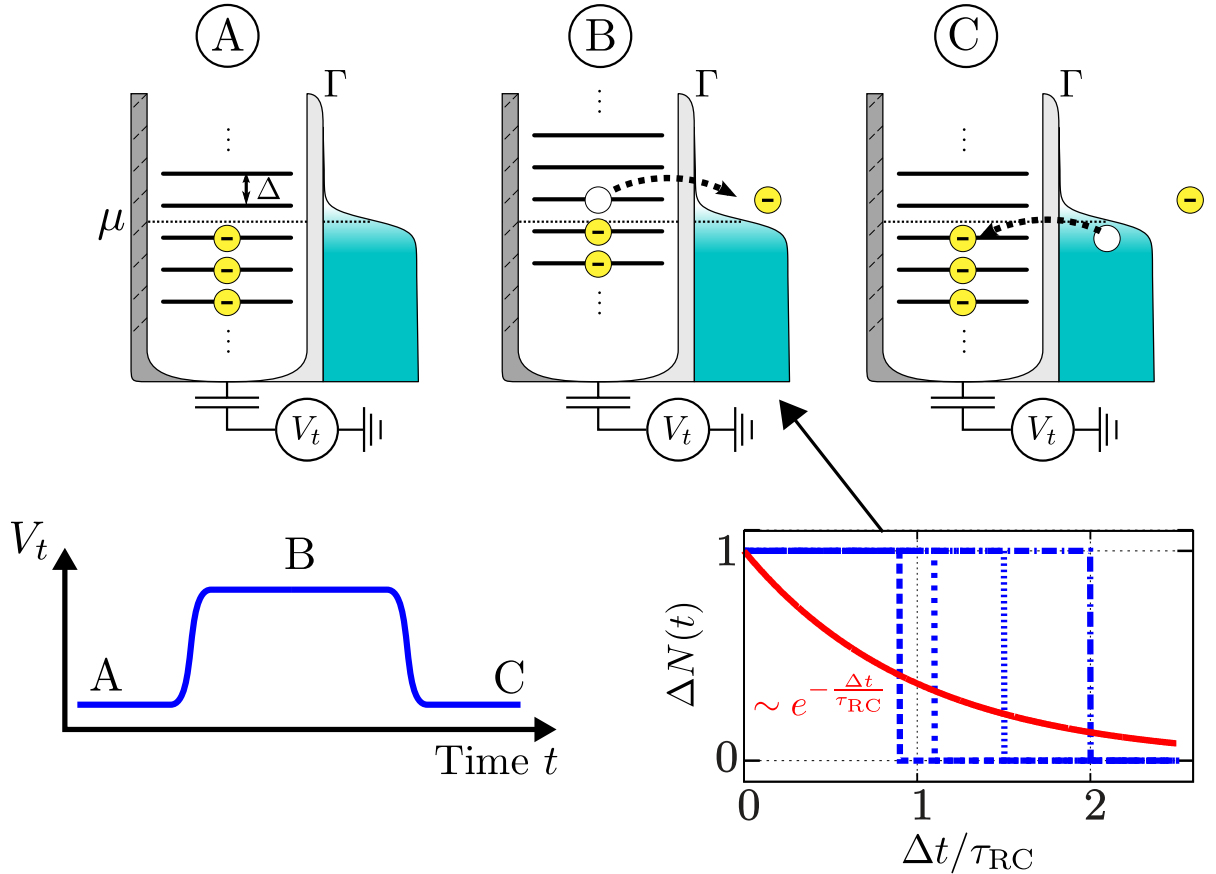 A B C
Γ Γ Γ
Δ
μ
V_t V_t V_t
V_t
A B C
Time t
ΔN(t)
1
0
∼ e^{-Δt/τ_RC}
0 1 2
Δt/τ_RC